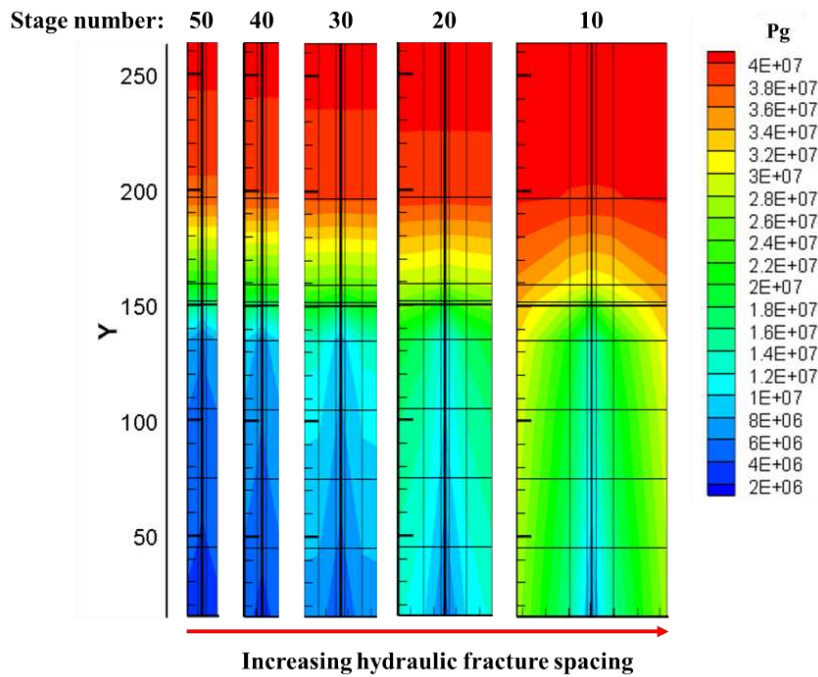 Stage number: 50 40 30 20 10
Pg
250
200
150
100
50
Y
4E+07
3.8E+07
3.6E+07
3.4E+07
3.2E+07
3E+07
2.8E+07
2.6E+07
2.4E+07
2.2E+07
2E+07
1.8E+07
1.6E+07
1.4E+07
1.2E+07
1E+07
8E+06
6E+06
4E+06
2E+06
Increasing hydraulic fracture spacing